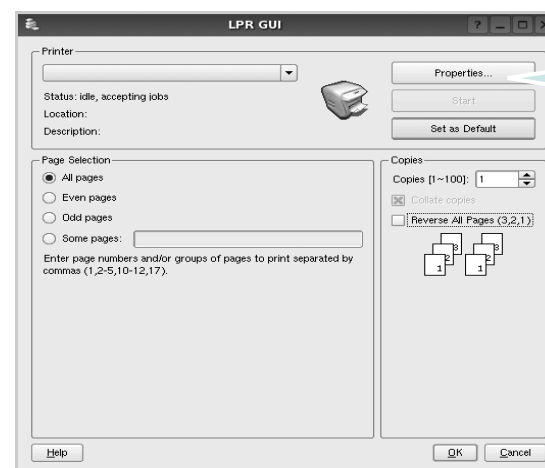 LPR GUI
Printer
Properties...
Status: idle, accepting jobs
Start
Location:
Description:
Set as Default
Page Selection
All pages
Even pages
Odd pages
Some pages:
Enter page numbers and/or groups of pages to print separated by
commas (1,2-5,10-12,17).
Copies
Copies [1~100]: 1
Collate copies
Reverse All Pages (3,2,1)
3 3
2 2
1 1
Help
OK
Cancel